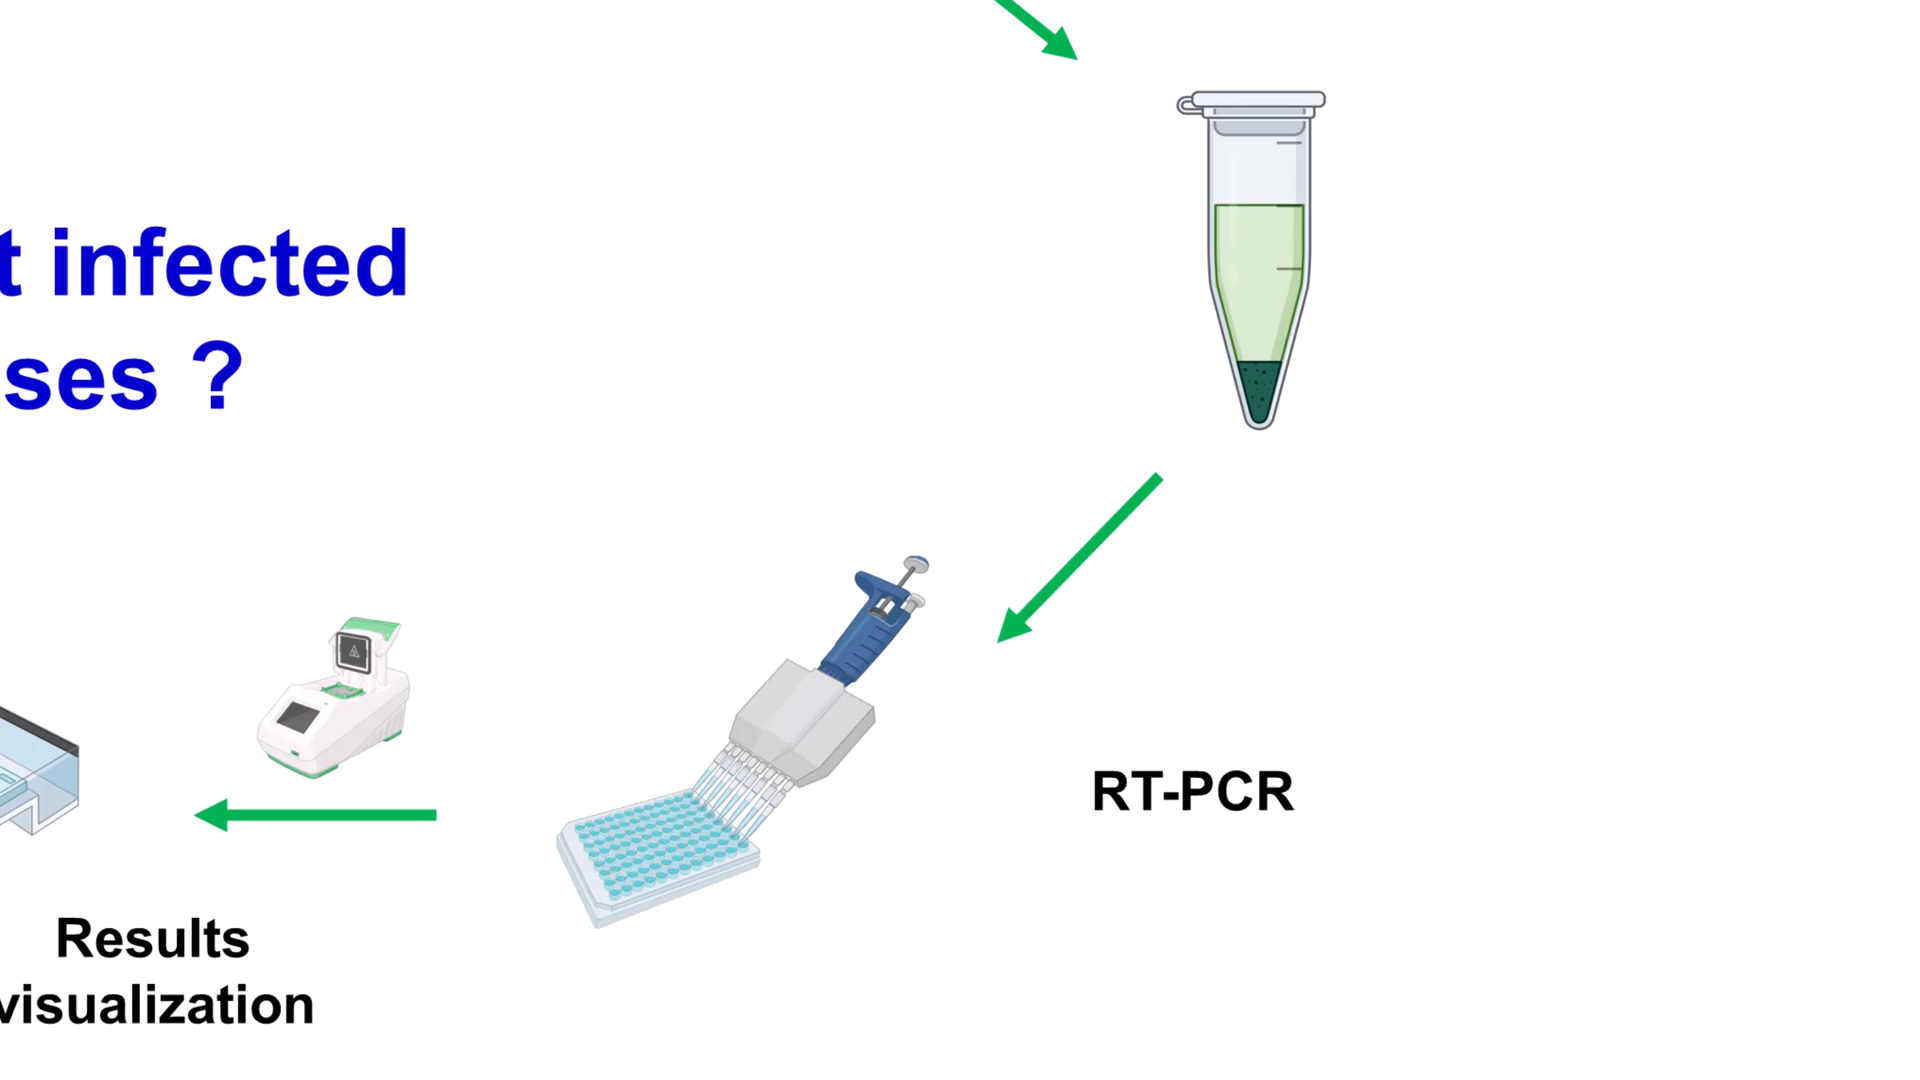 t infected
ses ?
RT-PCR
Results
visualization